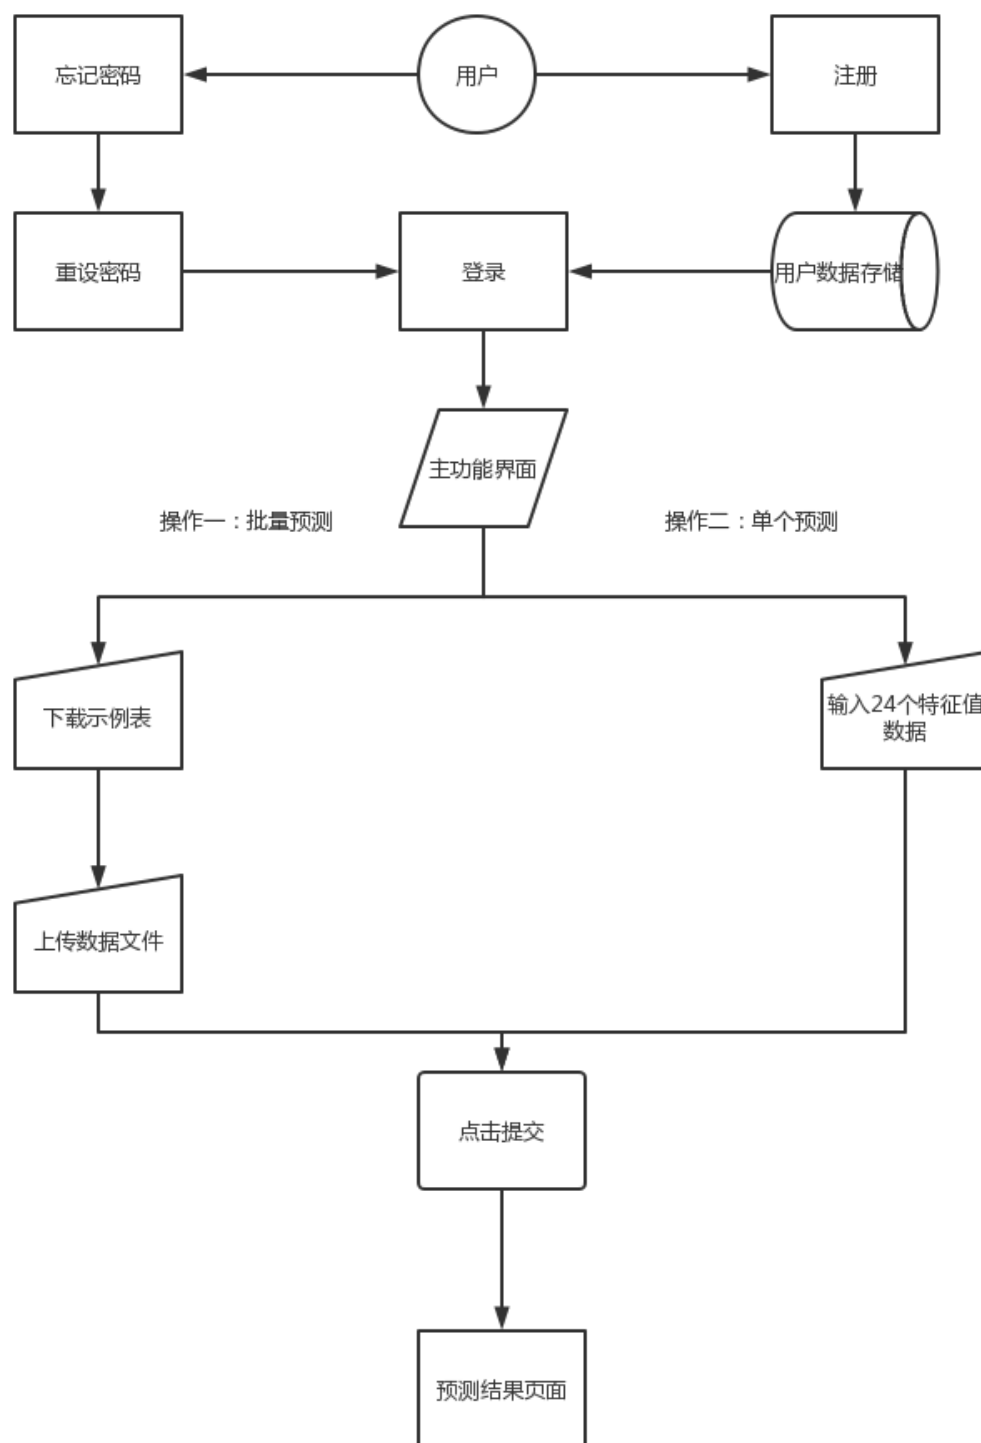 忘记密码
用户
注册
重设密码
登录
用户数据存储
主功能界面
操作一：批量预测
操作二：单个预测
下载示例表
输入24个特征值
数据
上传数据文件
点击提交
预测结果页面